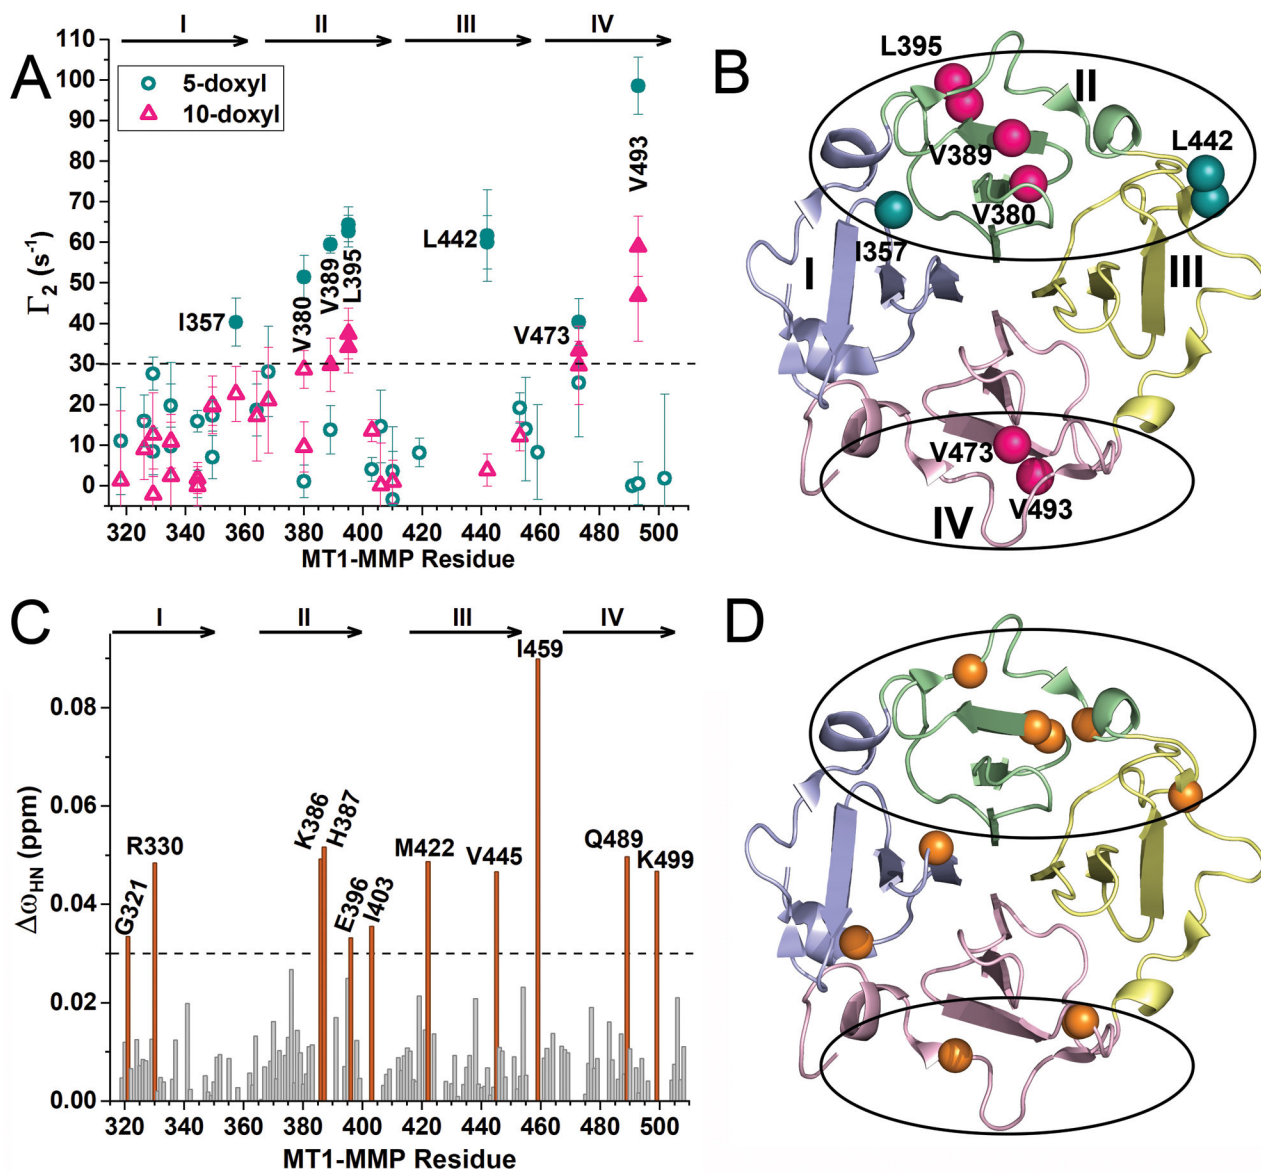 A
I II III IV
110
100
90
80
70
60
50
40
30
20
10
0
Γ2 (s-1)
5-doxyl
10-doxyl
I357
V380
V389
L395
L442
V473
V493
320 340 360 380 400 420 440 460 480 500
MT1-MMP Residue
B
L395
II
L442
V389
V380
I357
I
III
V473
V493
IV
C
I II III IV
0.08
0.06
0.04
0.02
0.00
ΔωHN (ppm)
G321
R330
K386
H387
E396
I403
M422
V445
I459
Q489
K499
320 340 360 380 400 420 440 460 480 500
MT1-MMP Residue
D